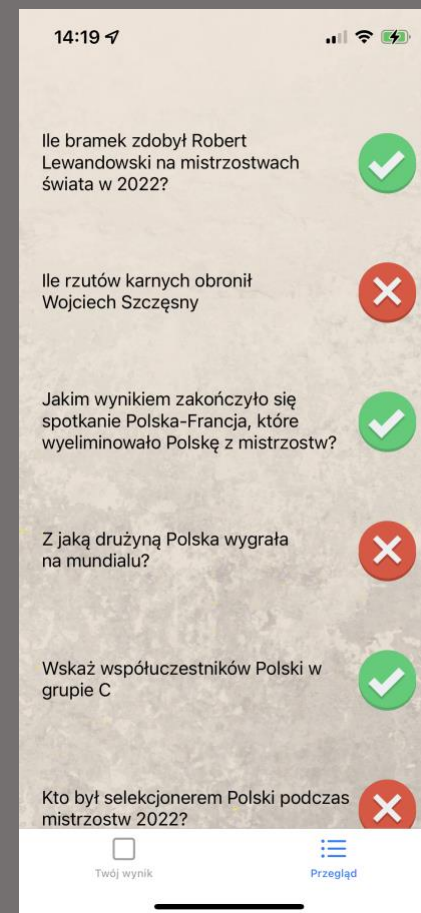 14:19
Ile bramek zdobył Robert
Lewandowski na mistrzostwach
świata w 2022?
Ile rzutów karnych obronił
Wojciech Szczęsny
Jakim wynikiem zakończyło się
spotkanie Polska-Francja, które
wyeliminowało Polskę z mistrzostw?
Z jaką drużyną Polska wygrała
na mundialu?
Wskaż współuczestników Polski w
grupie C
Kto był selekcjonerem Polski podczas
mistrzostw 2022?
Twój wynik
Przegląd